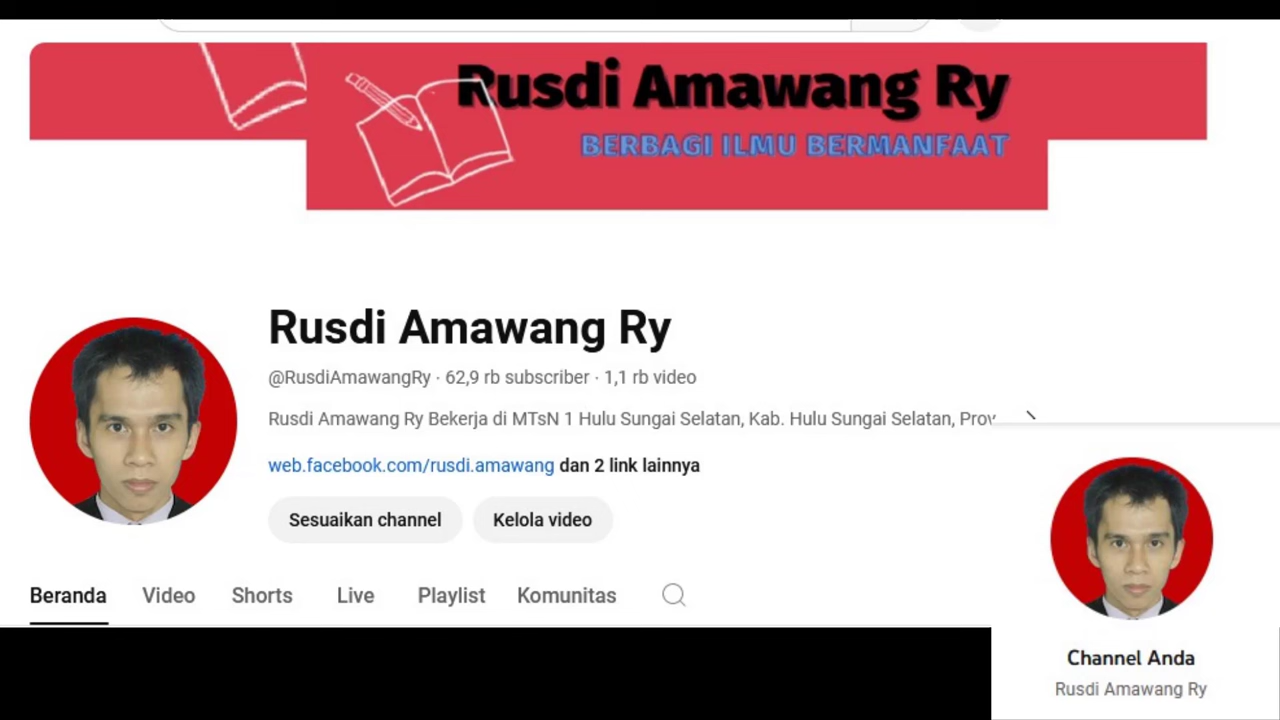 Rusdi Amawang Ry
BERBAGI ILMU BERMANFAAT
Rusdi Amawang Ry
@RusdiAmawangRy · 62,9 rb subscriber · 1,1 rb video
Rusdi Amawang Ry Bekerja di MTsN 1 Hulu Sungai Selatan, Kab. Hulu Sungai Selatan, Prov
web.facebook.com/rusdi.amawang dan 2 link lainnya
Sesuaikan channel Kelola video
Beranda Video Shorts Live Playlist Komunitas
Channel Anda
Rusdi Amawang Ry